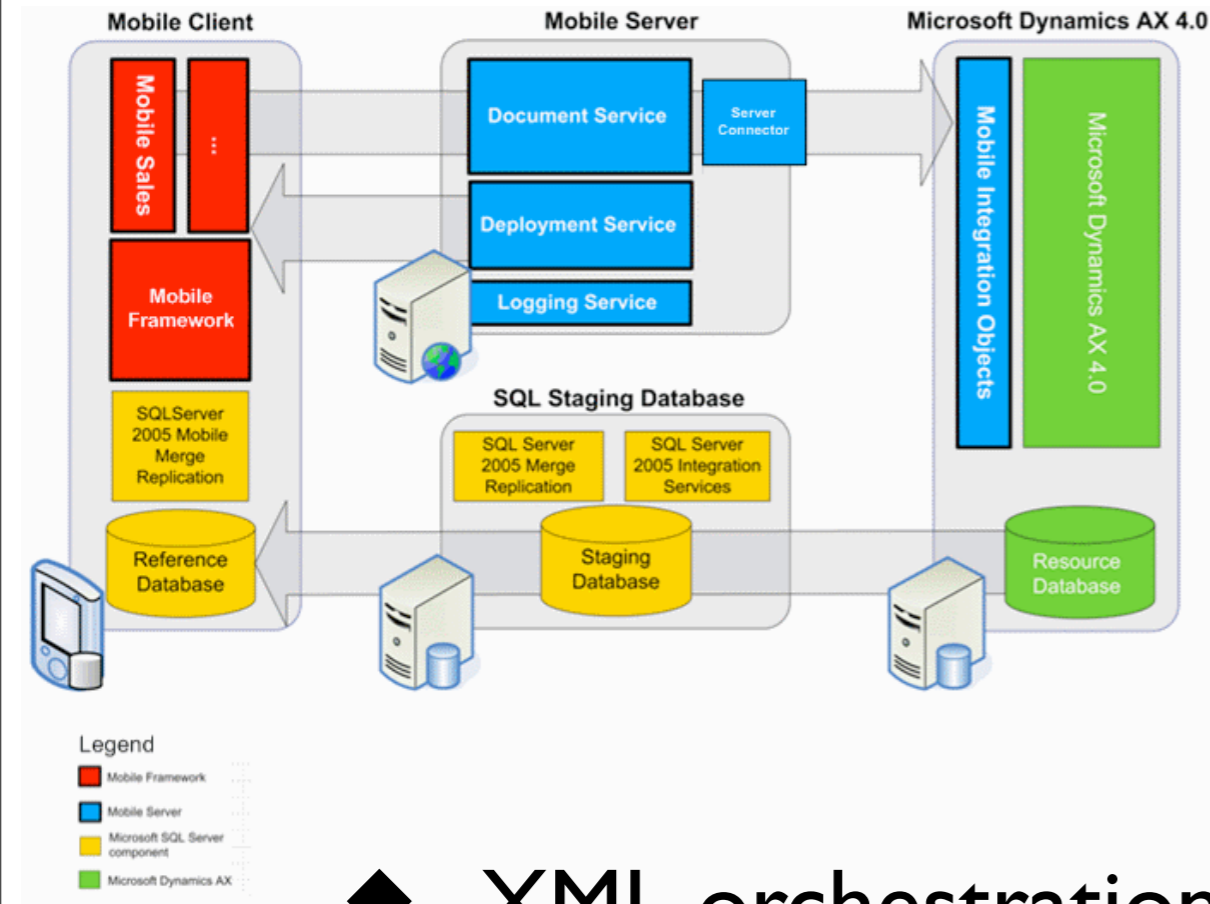 Mobile Client
Mobile Server
Microsoft Dynamics AX 4.0
Mobile Sales
...
Mobile
Framework
SQLServer
2005 Mobile
Merge
Replication
Reference
Database
Document Service
Server
Connector
Deployment Service
Logging Service
SQL Staging Database
SQL Server
2005 Merge
Replication
SQL Server
2005 Integration
Services
Staging
Database
Mobile Integration Objects
Microsoft Dynamics AX 4.0
Resource
Database
Legend
Mobile Framework
Mobile Server
Microsoft SQL Server
component
Microsoft Dynamics AX
XML orchestration